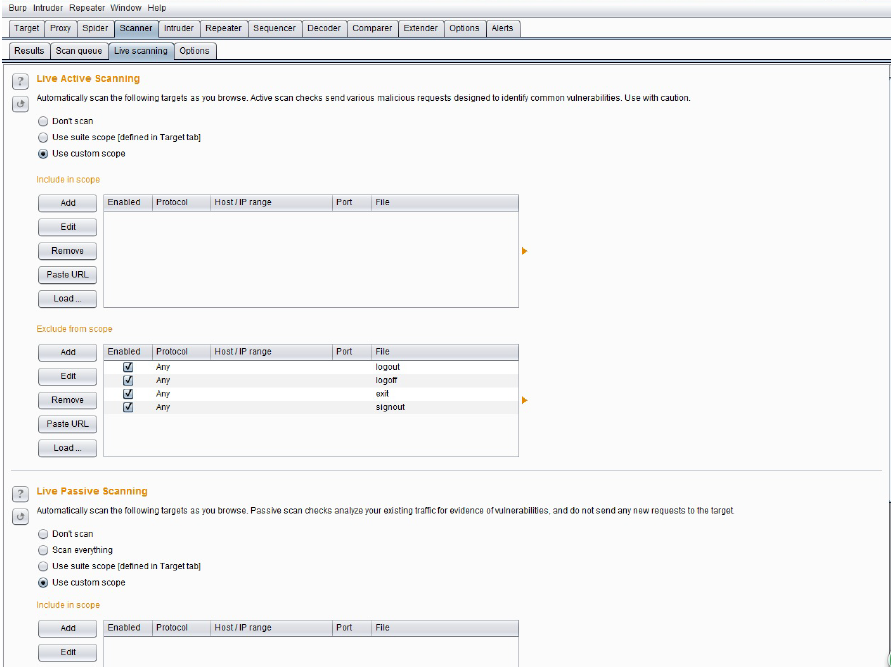 Burp Intruder Repeater Window Help
Target Proxy Spider Scanner Intruder Repeater Sequencer Decoder Comparer Extender Options Alerts
Results Scan queue Live scanning Options
? Live Active Scanning
Automatically scan the following targets as you browse. Active scan checks send various malicious requests designed to identify common vulnerabilities. Use with caution.
Don't scan
Use suite scope [defined in Target tab]
Use custom scope
Include in scope
Add Enabled Protocol Host / IP range Port File
Edit
Remove
Paste URL
Load ...
Exclude from scope
Add Enabled Protocol Host / IP range Port File
Any logout
Edit Any logoff
Remove Any exit
Any signout
Paste URL
Load ...
? Live Passive Scanning
Automatically scan the following targets as you browse. Passive scan checks analyze your existing traffic for evidence of vulnerabilities, and do not send any new requests to the target.
Don't scan
Scan everything
Use suite scope [defined in Target tab]
Use custom scope
Include in scope
Add Enabled Protocol Host / IP range Port File
Edit